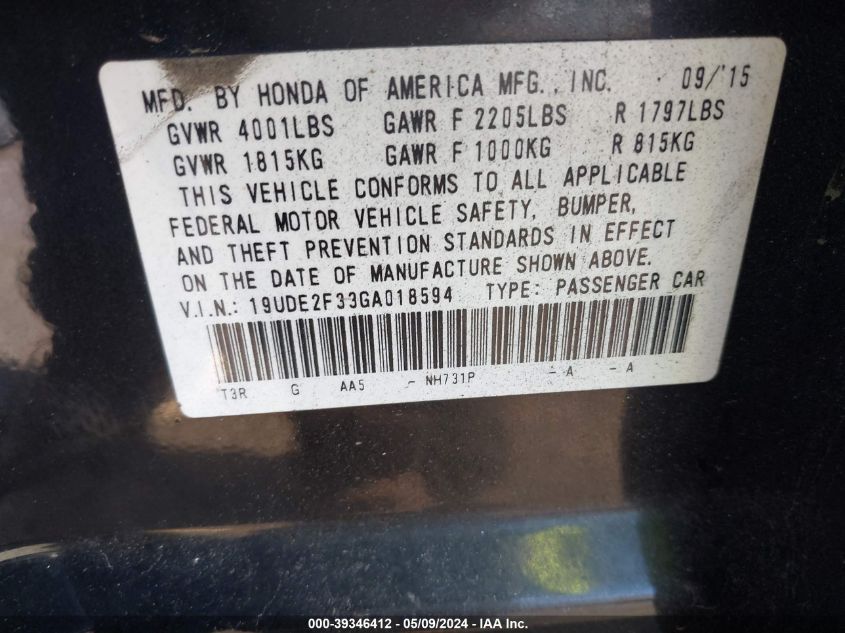 MFD. BY HONDA OF AMERICA MFG., INC. 09/'15
GVWR 4001LBS GAWR F 2205LBS R 1797LBS
GVWR 1815KG GAWR F 1000KG R 815KG
THIS VEHICLE CONFORMS TO ALL APPLICABLE
FEDERAL MOTOR VEHICLE SAFETY, BUMPER,
AND THEFT PREVENTION STANDARDS IN EFFECT
ON THE DATE OF MANUFACTURE SHOWN ABOVE.
V.I.N.: 19UDE2F33GA018594 TYPE: PASSENGER CAR
T3R G AA5 - NH731P - A - A
000-39346412 - 05/09/2024 - IAA Inc.